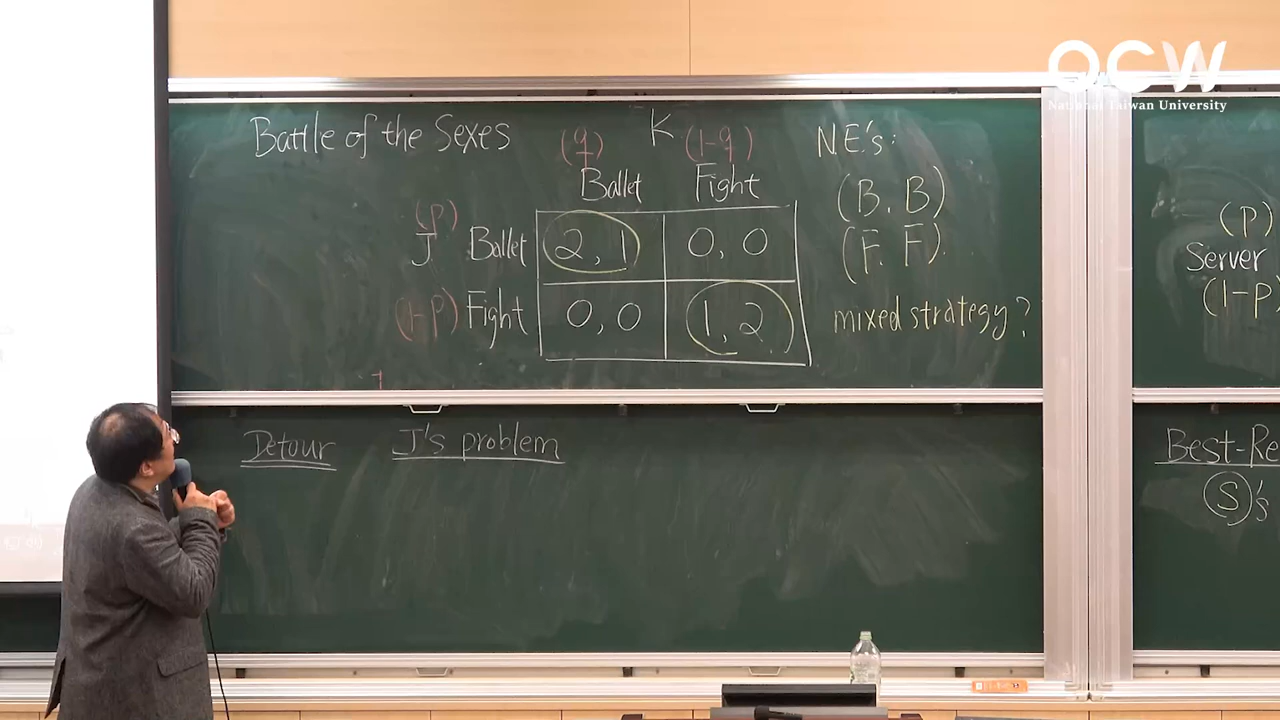 OCW
National Taiwan University
Battle of the Sexes
K
(q) (1-q)
Ballet Fight
(p)
J Ballet 2, 1 0, 0
(1-p) Fight 0, 0 1, 2
N.E.'s:
(B, B)
(F, F)
mixed strategy?
Detour J's problem
(P)
Server
(1-P
Best-Re
S's